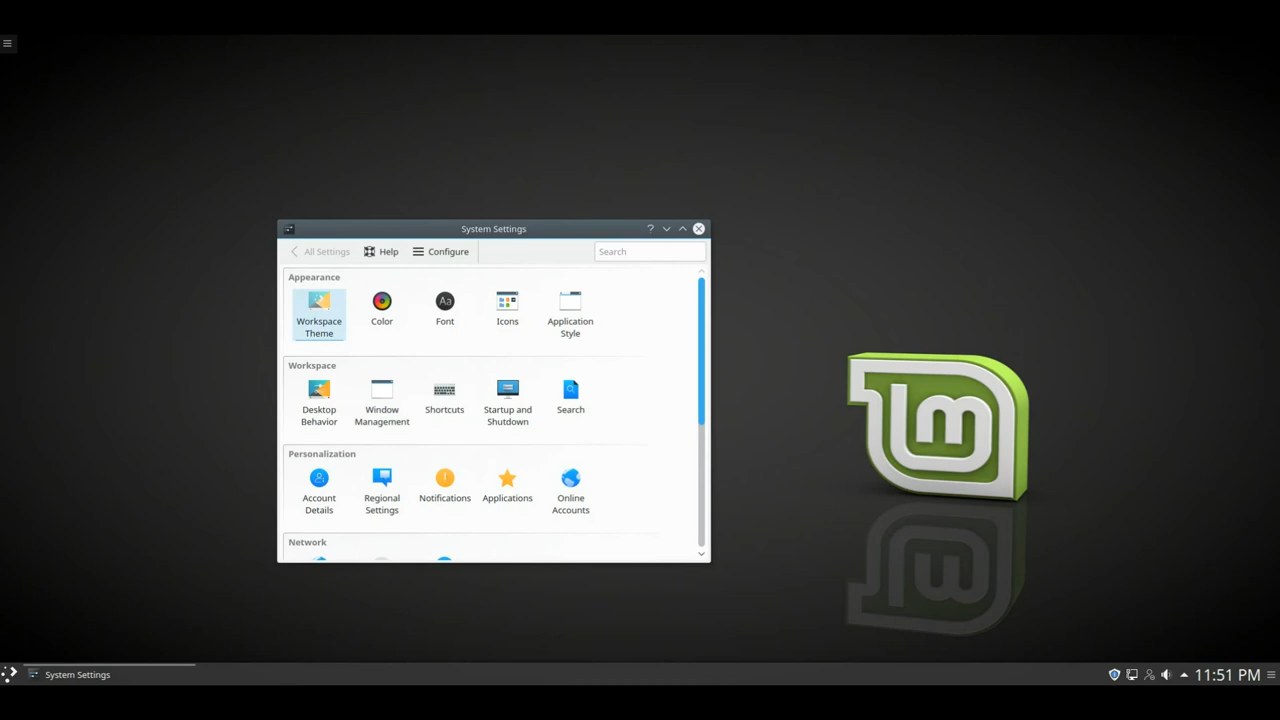 System Settings
All Settings Help Configure Search
Appearance
Workspace Theme
Color
Font
Icons
Application Style
Workspace
Desktop Behavior
Window Management
Shortcuts
Startup and Shutdown
Search
Personalization
Account Details
Regional Settings
Notifications
Applications
Online Accounts
Network
lm
System Settings
11:51 PM